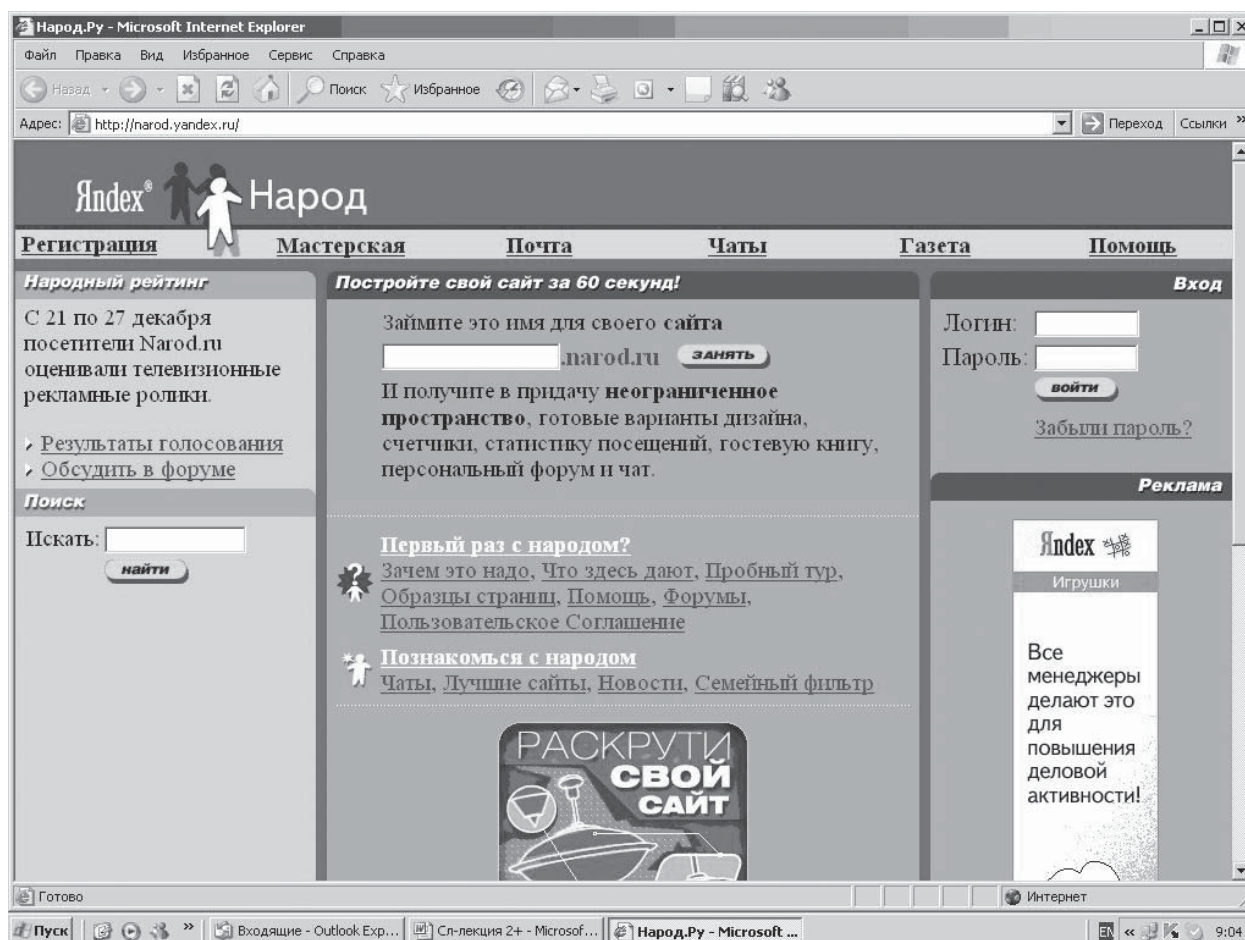 Народ.Ру - Microsoft Internet Explorer
Файл Правка Вид Избранное Сервис Справка
Назад Поиск Избранное
Адрес: http://narod.yandex.ru/ Переход Ссылки »
Яndex® Народ
Регистрация Мастерская Почта Чаты Газета Помощь
Народный рейтинг
С 21 по 27 декабря
посетители Narod.ru
оценивали телевизионные
рекламные ролики.
Результаты голосования
Обсудить в форуме
Поиск
Искать:
найти
Постройте свой сайт за 60 секунд!
Займите это имя для своего сайта
.narod.ru занять
И получите в придачу неограниченное
пространство, готовые варианты дизайна,
счетчики, статистику посещений, гостевую книгу,
персональный форум и чат.
Первый раз с народом?
Зачем это надо, Что здесь дают, Пробный тур,
Образцы страниц, Помощь, Форумы,
Пользовательское Соглашение
Познакомься с народом
Чаты, Лучшие сайты, Новости, Семейный фильтр
РАСКРУТИ
СВОЙ
САЙТ
Вход
Логин:
Пароль:
войти
Забыли пароль?
Реклама
Яndex
Игрушки
Все
менеджеры
делают это
для
повышения
деловой
активности!
Готово Интернет
Пуск » Входящие - Outlook Exp... Сл-лекция 2+ - Microsof... Народ.Ру - Microsoft ... EN « 9:04